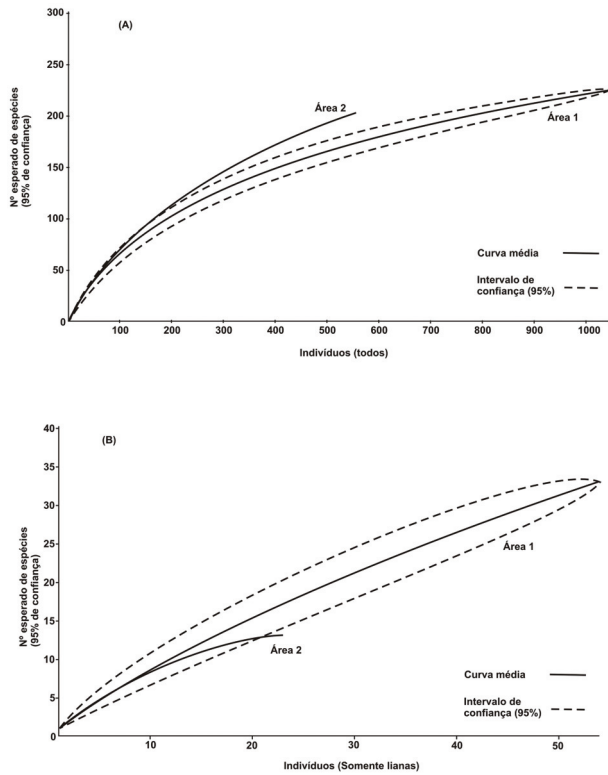 (A)
300
250
200
150
100
50
0
Nº esperado de espécies
(95% de confiança)
Área 2
Área 1
Curva média
Intervalo de
confiança (95%)
100 200 300 400 500 600 700 800 900 1000
Indivíduos (todos)
(B)
40
35
30
25
20
15
10
5
0
Nº esperado de espécies
(95% de confiança)
Área 1
Área 2
Curva média
Intervalo de
confiança (95%)
10 20 30 40 50
Indivíduos (Somente lianas)